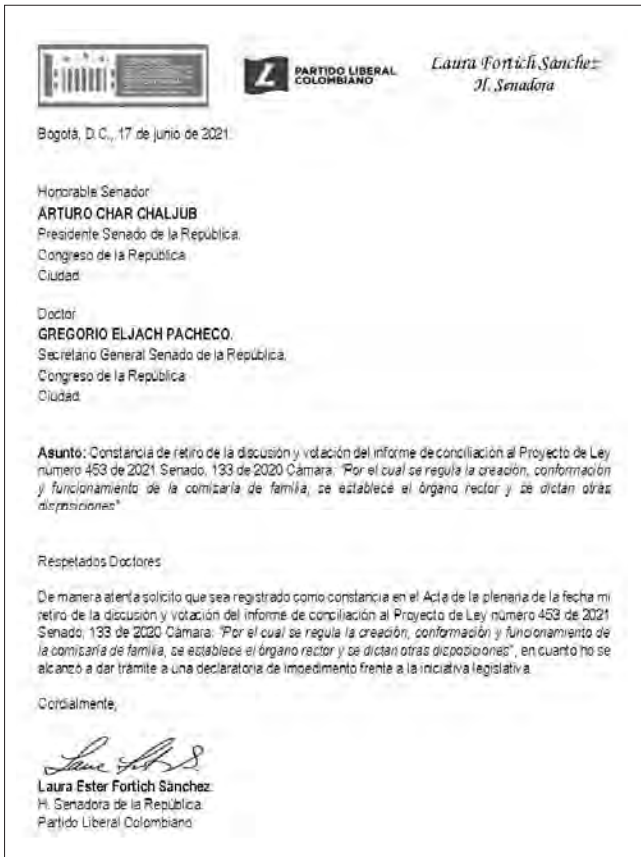 PARTIDO LIBERAL
COLOMBIANO
Laura Fortich Sánchez
H. Senadora
Bogotá, D.C., 17 de junio de 2021.
Honorable Senador
ARTURO CHAR CHALJUB
Presidente Senado de la República.
Congreso de la República
Ciudad.
Doctor
GREGORIO ELJACH PACHECO.
Secretario General Senado de la República.
Congreso de la República
Ciudad.
Asunto: Constancia de retiro de la discusión y votación del informe de conciliación al Proyecto de Ley
número 453 de 2021 Senado, 133 de 2020 Cámara: "Por el cual se regula la creación, conformación
y funcionamiento de la comisaría de familia, se establece el órgano rector y se dictan otras
disposiciones"
Respetados Doctores
De manera atenta solicito que sea registrado como constancia en el Acta de la plenaria de la fecha mi
retiro de la discusión y votación del informe de conciliación al Proyecto de Ley número 453 de 2021
Senado, 133 de 2020 Cámara: "Por el cual se regula la creación, conformación y funcionamiento de
la comisaría de familia, se establece el órgano rector y se dictan otras disposiciones", en cuanto no se
alcanzó a dar trámite a una declaratoria de impedimento frente a la iniciativa legislativa.
Cordialmente,
Laura Ester Fortich Sánchez.
H. Senadora de la República.
Partido Liberal Colombiano